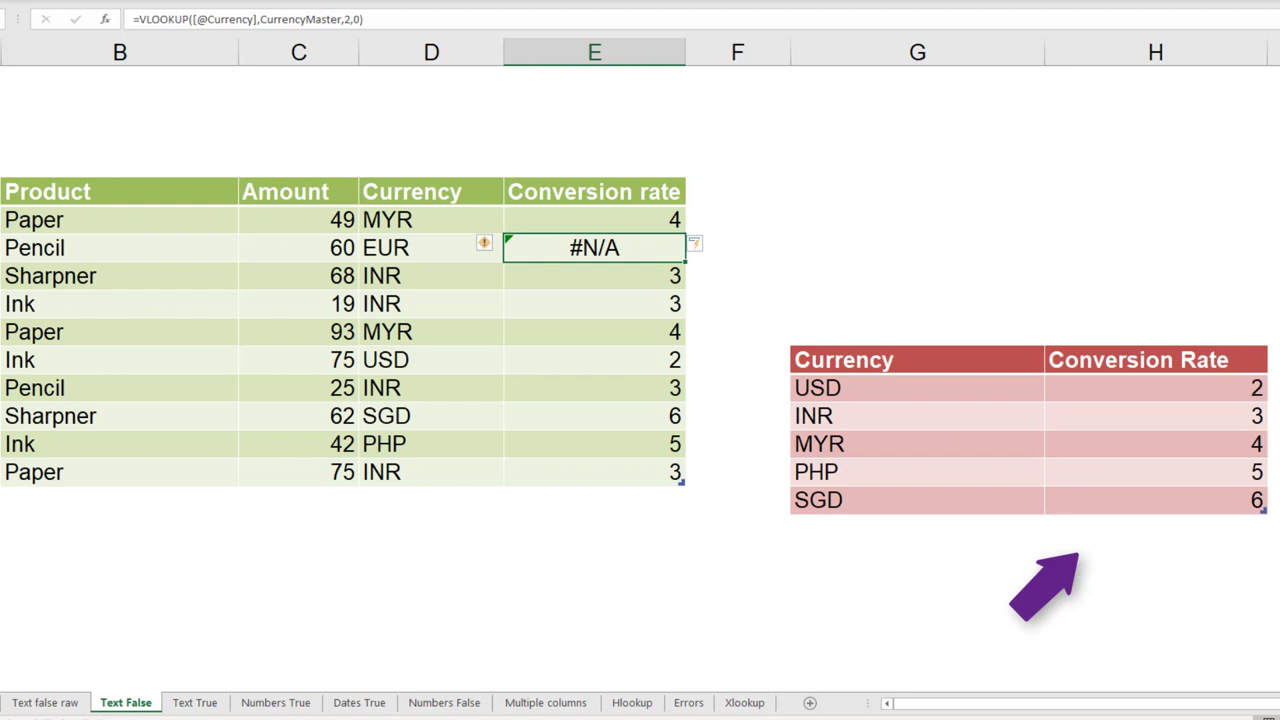 fx =VLOOKUP([@Currency],CurrencyMaster,2,0)
B C D E F G H
Product Amount Currency Conversion rate
Paper 49 MYR 4
Pencil 60 EUR #N/A
Sharpner 68 INR 3
Ink 19 INR 3
Paper 93 MYR 4
Ink 75 USD 2
Pencil 25 INR 3
Sharpner 62 SGD 6
Ink 42 PHP 5
Paper 75 INR 3
Currency Conversion Rate
USD 2
INR 3
MYR 4
PHP 5
SGD 6
Text false raw Text False Text True Numbers True Dates True Numbers False Multiple columns Hlookup Errors Xlookup